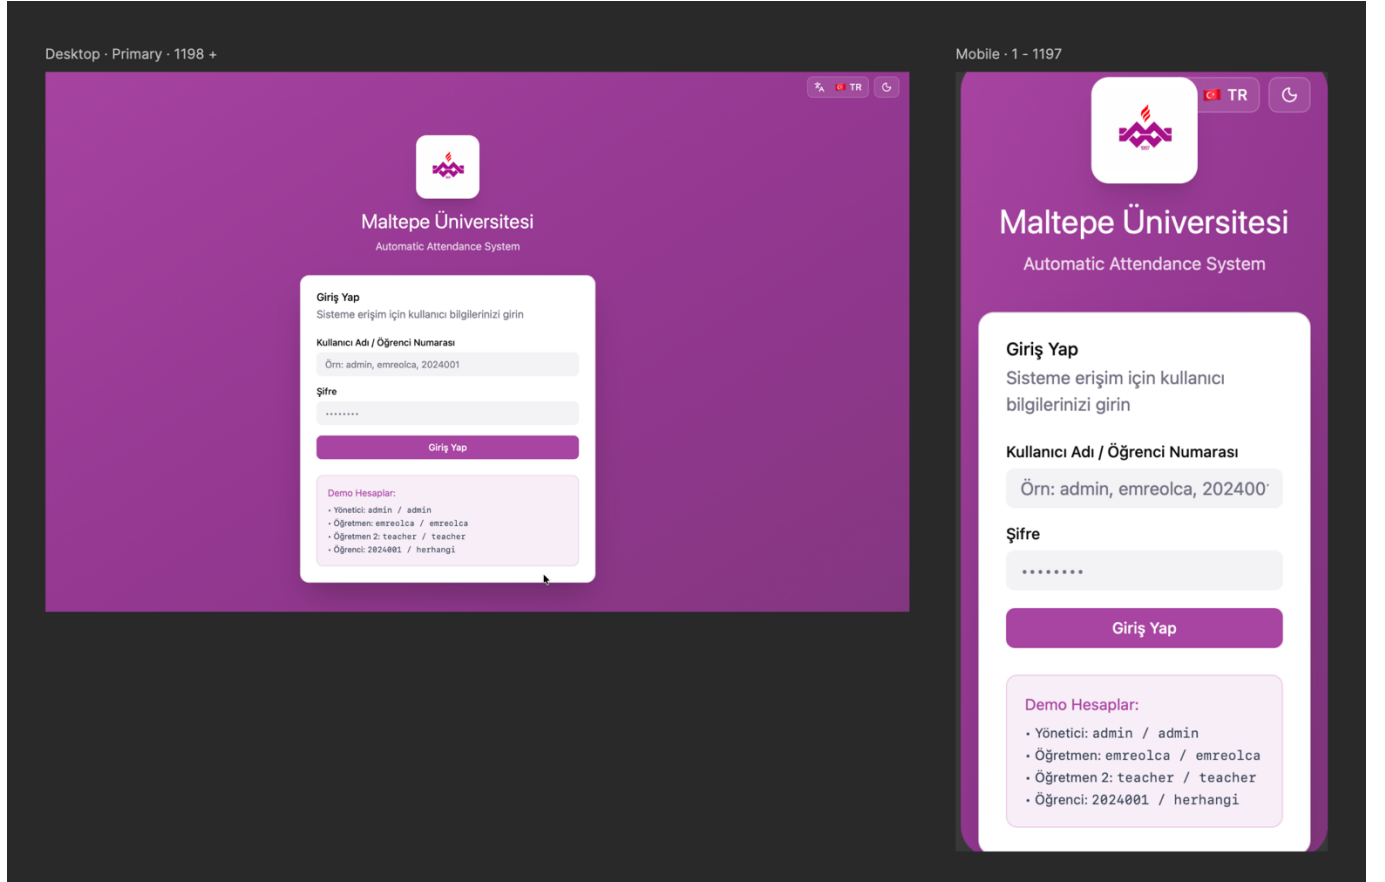 Desktop · Primary · 1198 +
TR
Maltepe Üniversitesi
Automatic Attendance System
Giriş Yap
Sisteme erişim için kullanıcı bilgilerinizi girin
Kullanıcı Adı / Öğrenci Numarası
Örn: admin, emreolca, 2024001
Şifre
Giriş Yap
Demo Hesaplar:
• Yönetici: admin / admin
• Öğretmen: emreolca / emreolca
• Öğretmen 2: teacher / teacher
• Öğrenci: 2024001 / herhangi
Mobile · 1 - 1197
TR
Maltepe Üniversitesi
Automatic Attendance System
Giriş Yap
Sisteme erişim için kullanıcı
bilgilerinizi girin
Kullanıcı Adı / Öğrenci Numarası
Örn: admin, emreolca, 202400
Şifre
Giriş Yap
Demo Hesaplar:
• Yönetici: admin / admin
• Öğretmen: emreolca / emreolca
• Öğretmen 2: teacher / teacher
• Öğrenci: 2024001 / herhangi